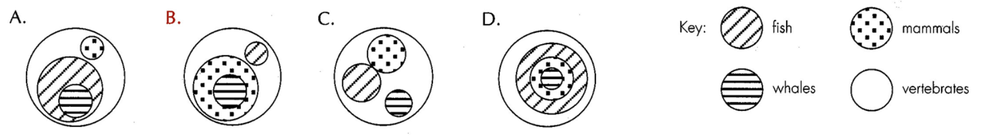 A.
B.
C.
D.
Key:
fish
mammals
whales
vertebrates